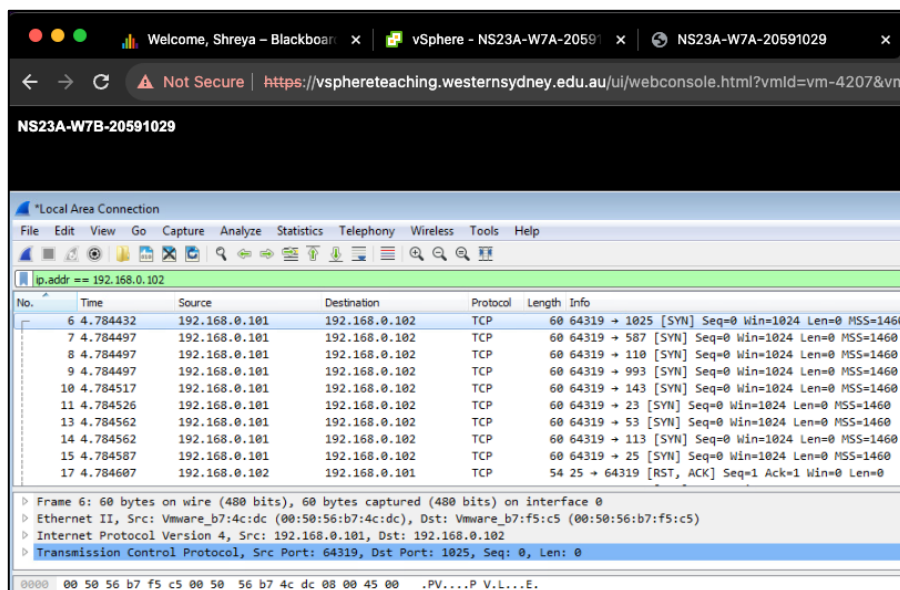 Welcome, Shreya – Blackboar × vSphere - NS23A-W7A-2059 × NS23A-W7A-20591029 ×
Not Secure | https://vsphereteaching.westernsydney.edu.au/ui/webconsole.html?vmId=vm-4207&vm
NS23A-W7B-20591029
*Local Area Connection
File Edit View Go Capture Analyze Statistics Telephony Wireless Tools Help
ip.addr == 192.168.0.102
No. Time Source Destination Protocol Length Info
6 4.784432 192.168.0.101 192.168.0.102 TCP 60 64319 → 1025 [SYN] Seq=0 Win=1024 Len=0 MSS=1460
7 4.784497 192.168.0.101 192.168.0.102 TCP 60 64319 → 587 [SYN] Seq=0 Win=1024 Len=0 MSS=1460
8 4.784497 192.168.0.101 192.168.0.102 TCP 60 64319 → 110 [SYN] Seq=0 Win=1024 Len=0 MSS=1460
9 4.784497 192.168.0.101 192.168.0.102 TCP 60 64319 → 993 [SYN] Seq=0 Win=1024 Len=0 MSS=1460
10 4.784517 192.168.0.101 192.168.0.102 TCP 60 64319 → 143 [SYN] Seq=0 Win=1024 Len=0 MSS=1460
11 4.784526 192.168.0.101 192.168.0.102 TCP 60 64319 → 23 [SYN] Seq=0 Win=1024 Len=0 MSS=1460
13 4.784562 192.168.0.101 192.168.0.102 TCP 60 64319 → 53 [SYN] Seq=0 Win=1024 Len=0 MSS=1460
14 4.784562 192.168.0.101 192.168.0.102 TCP 60 64319 → 113 [SYN] Seq=0 Win=1024 Len=0 MSS=1460
15 4.784587 192.168.0.101 192.168.0.102 TCP 60 64319 → 25 [SYN] Seq=0 Win=1024 Len=0 MSS=1460
17 4.784607 192.168.0.102 192.168.0.101 TCP 54 25 → 64319 [RST, ACK] Seq=1 Ack=1 Win=0 Len=0
Frame 6: 60 bytes on wire (480 bits), 60 bytes captured (480 bits) on interface 0
Ethernet II, Src: Vmware_b7:4c:dc (00:50:56:b7:4c:dc), Dst: Vmware_b7:f5:c5 (00:50:56:b7:f5:c5)
Internet Protocol Version 4, Src: 192.168.0.101, Dst: 192.168.0.102
Transmission Control Protocol, Src Port: 64319, Dst Port: 1025, Seq: 0, Len: 0
0000 00 50 56 b7 f5 c5 00 50 56 b7 4c dc 08 00 45 00 .PV....P V.L...E.